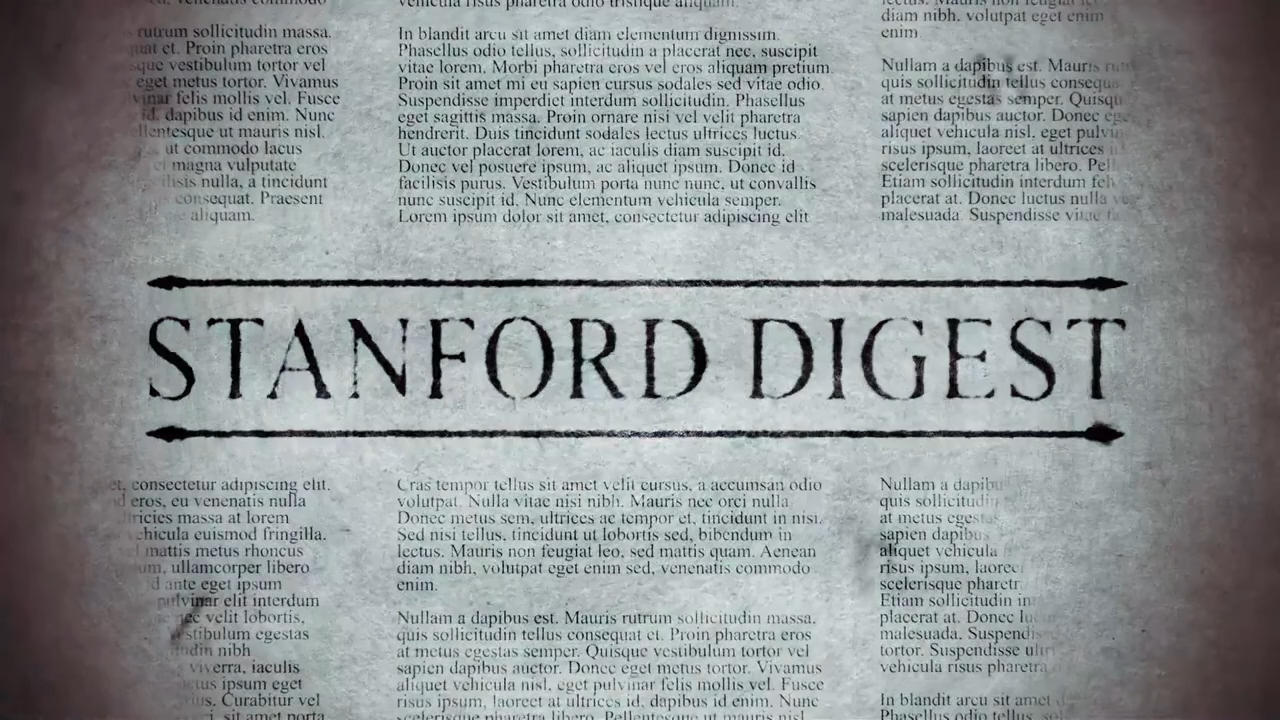 rutrum sollicitudin massa.
et. Proin pharetra eros
vestibulum tortor vel
eget metus tortor. Vivamus
felis mollis vel. Fusce
id. dapibus id enim. Nunc
ut mauris nisl.
ut commodo lacus
magna vulputate
nulla, a tincidunt
consequat. Praesent
aliquam.
vehicula risus pharetra odio tristique aliquam.
In blandit arcu sit amet diam elementum dignissim.
Phasellus odio tellus, sollicitudin a placerat nec, suscipit
vitae lorem. Morbi pharetra eros vel eros aliquam pretium.
Proin sit amet mi eu sapien cursus sodales sed vitae odio.
Suspendisse imperdiet interdum sollicitudin. Phasellus
eget sagittis massa. Proin ornare nisi vel velit pharetra
hendrerit. Duis tincidunt sodales lectus ultrices luctus.
Ut auctor placerat lorem, ac iaculis diam suscipit id.
Donec vel posuere ipsum, ac aliquet ipsum. Donec id
facilisis purus. Vestibulum porta nunc nunc, ut convallis
nunc suscipit id. Nunc elementum vehicula semper.
Lorem ipsum dolor sit amet, consectetur adipiscing elit
diam nibh, volutpat eget enim
enim.
Nullam a dapibus est. Mauris
quis sollicitudin tellus
at metus egestas semper.
sapien dapibus auctor. Donec
aliquet vehicula nisl, eget
risus ipsum, laoreet at ultrices
scelerisque pharetra libero.
Etiam sollicitudin interdum
placerat at. Donec luctus nulla
malesuada. Suspendisse
STANFORD DIGEST
consectetur adipiscing elit.
eros, eu venenatis nulla
massa at lorem
vehicula euismod fringilla.
mattis metus rhoncus
ullamcorper libero
ante eget ipsum
pulvinar elit interdum
nec velit lobortis,
vestibulum egestas
nibh
viverra, iaculis
ipsum eget
Curabitur vel
sit amet porta
Cras tempor tellus sit amet velit cursus, a accumsan odio
volutpat. Nulla vitae nisi nibh. Mauris nec orci nulla.
Donec metus sem, ultrices ac tempor et, tincidunt in nisi.
Sed nisi tellus, tincidunt ut lobortis sed, bibendum in
lectus. Mauris non feugiat leo, sed mattis quam. Aenean
diam nibh, volutpat eget enim sed, venenatis commodo
enim.
Nullam a dapibus est. Mauris rutrum sollicitudin massa.
quis sollicitudin tellus consequat et. Proin pharetra eros
at metus egestas semper. Quisque vestibulum tortor vel
sapien dapibus auctor. Donec eget metus tortor. Vivamus
aliquet vehicula nisl, eget pulvinar felis mollis vel. Fusce
risus ipsum, laoreet at ultrices id, dapibus id enim. Nunc
scelerisque pharetra libero. Pellentesque ut mauris nisl.
Nullam a
quis
at metus
sapien
aliquet vehicula
risus ipsum,
scelerisque
Etiam sollicitudin
placerat at. Donec
malesuada.
tortor. Suspendisse
vehicula risus pharetra
In blandit arcu sit amet
Phasellus odio tellus,